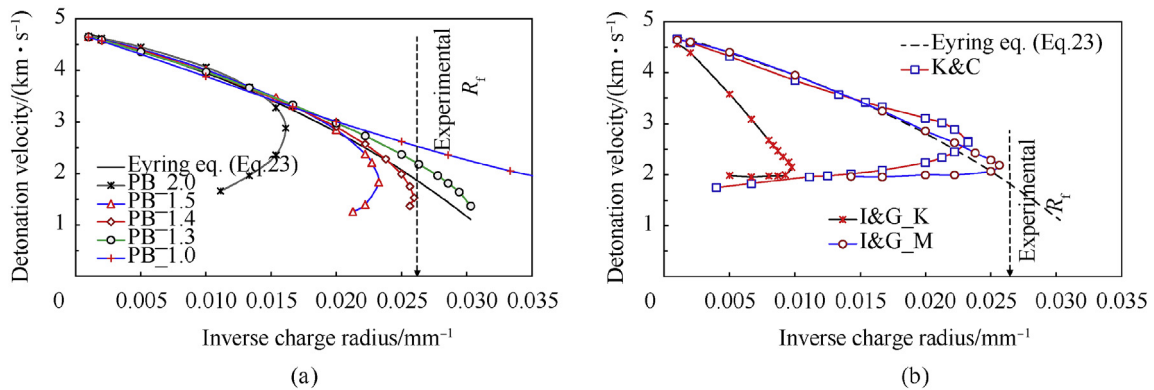 5
4
3
2
1
0
Detonation velocity/(km • s⁻¹)
Eyring eq. (Eq.23)
PB_2.0
PB_1.5
PB_1.4
PB_1.3
PB_1.0
Experimental
R_f
0.005
0.010
0.015
0.020
0.025
0.030
0.035
Inverse charge radius/mm⁻¹
(a)
5
4
3
2
1
0
Detonation velocity/(km • s⁻¹)
Eyring eq. (Eq.23)
K&C
I&G_K
I&G_M
Experimental
R_f
0.005
0.010
0.015
0.020
0.025
0.030
0.035
Inverse charge radius/mm⁻¹
(b)